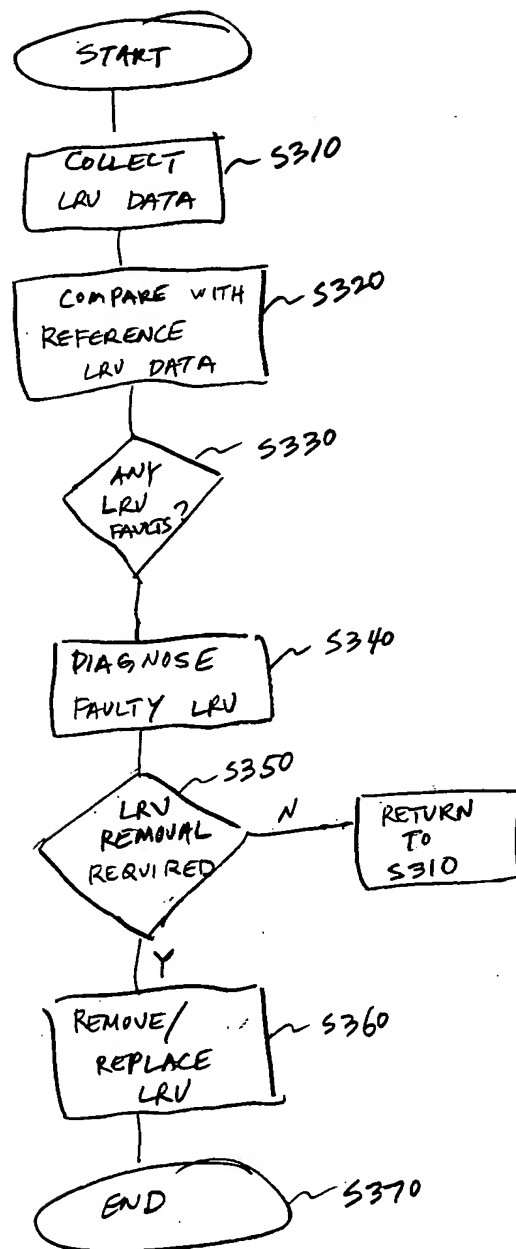 START
COLLECT
LRU DATA
S310
COMPARE WITH
REFERENCE
LRU DATA
S320
ANY
LRU
FAULTS?
S330
DIAGNOSE
FAULTY LRU
S340
LRU
REMOVAL
REQUIRED
S350
N
RETURN
TO
S310
Y
REMOVE/
REPLACE
LRU
S360
END
S370